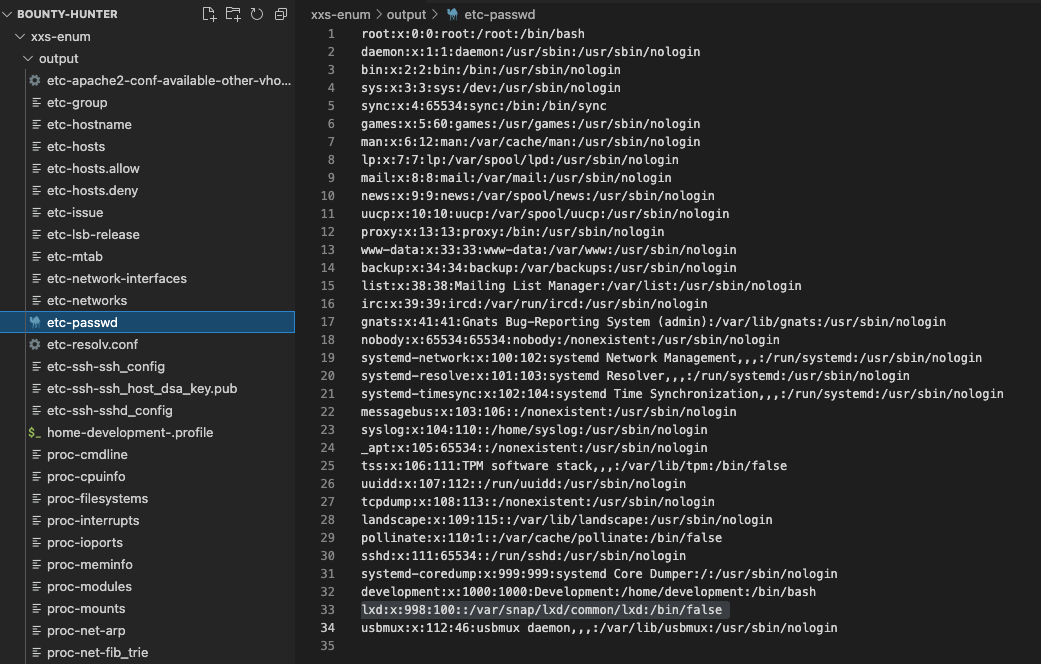 BOUNTY-HUNTER
xxs-enum
output
etc-apache2-conf-available-other-vho...
etc-group
etc-hostname
etc-hosts
etc-hosts.allow
etc-hosts.deny
etc-issue
etc-lsb-release
etc-mtab
etc-network-interfaces
etc-networks
etc-passwd
etc-resolv.conf
etc-ssh-ssh_config
etc-ssh-ssh_host_dsa_key.pub
etc-ssh-sshd_config
$_ home-development-.profile
proc-cmdline
proc-cpuinfo
proc-filesystems
proc-interrupts
proc-ioports
proc-meminfo
proc-modules
proc-mounts
proc-net-arp
proc-net-fib_trie
xxs-enum > output > etc-passwd
1 root:x:0:0:root:/root:/bin/bash
2 daemon:x:1:1:daemon:/usr/sbin:/usr/sbin/nologin
3 bin:x:2:2:bin:/bin:/usr/sbin/nologin
4 sys:x:3:3:sys:/dev:/usr/sbin/nologin
5 sync:x:4:65534:sync:/bin:/bin/sync
6 games:x:5:60:games:/usr/games:/usr/sbin/nologin
7 man:x:6:12:man:/var/cache/man:/usr/sbin/nologin
8 lp:x:7:7:lp:/var/spool/lpd:/usr/sbin/nologin
9 mail:x:8:8:mail:/var/mail:/usr/sbin/nologin
10 news:x:9:9:news:/var/spool/news:/usr/sbin/nologin
11 uucp:x:10:10:uucp:/var/spool/uucp:/usr/sbin/nologin
12 proxy:x:13:13:proxy:/bin:/usr/sbin/nologin
13 www-data:x:33:33:www-data:/var/www:/usr/sbin/nologin
14 backup:x:34:34:backup:/var/backups:/usr/sbin/nologin
15 list:x:38:38:Mailing List Manager:/var/list:/usr/sbin/nologin
16 irc:x:39:39:ircd:/var/run/ircd:/usr/sbin/nologin
17 gnats:x:41:41:Gnats Bug-Reporting System (admin):/var/lib/gnats:/usr/sbin/nologin
18 nobody:x:65534:65534:nobody:/nonexistent:/usr/sbin/nologin
19 systemd-network:x:100:102:systemd Network Management,,,:/run/systemd:/usr/sbin/nologin
20 systemd-resolve:x:101:103:systemd Resolver,,,:/run/systemd:/usr/sbin/nologin
21 systemd-timesync:x:102:104:systemd Time Synchronization,,,:/run/systemd:/usr/sbin/nologin
22 messagebus:x:103:106::/nonexistent:/usr/sbin/nologin
23 syslog:x:104:110::/home/syslog:/usr/sbin/nologin
24 _apt:x:105:65534::/nonexistent:/usr/sbin/nologin
25 tss:x:106:111:TPM software stack,,,:/var/lib/tpm:/bin/false
26 uuidd:x:107:112::/run/uuidd:/usr/sbin/nologin
27 tcpdump:x:108:113::/nonexistent:/usr/sbin/nologin
28 landscape:x:109:115::/var/lib/landscape:/usr/sbin/nologin
29 pollinate:x:110:1::/var/cache/pollinate:/bin/false
30 sshd:x:111:65534::/run/sshd:/usr/sbin/nologin
31 systemd-coredump:x:999:999:systemd Core Dumper:/:/usr/sbin/nologin
32 development:x:1000:1000:Development:/home/development:/bin/bash
33 lxd:x:998:100::/var/snap/lxd/common/lxd:/bin/false
34 usbmux:x:112:46:usbmux daemon,,,:/var/lib/usbmux:/usr/sbin/nologin
35